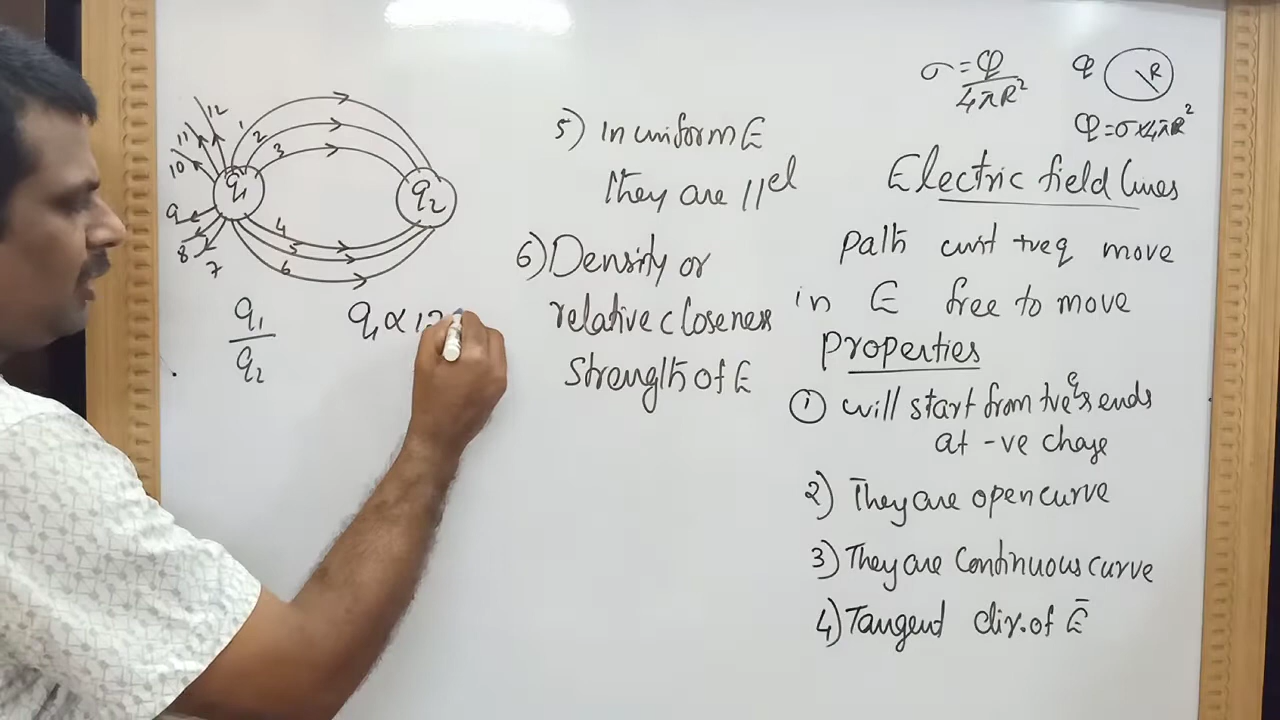 σ = φ
4πR²
φ R
φ = σ×4πR²
12
11
10
9
8
7
1
2
3
4
5
6
q₁
q₂
q₁
q₂
q₁ ∝ 12
5) In uniform E
They are 11el
6) Density or
relative closeness
Strength of E
Electric field lines
path +ve q move
in E free to move
properties
① will start from +ve q's ends
at -ve charge
2) They are open curve
3) They are continuous curve
4) Tangend dir. of E̅